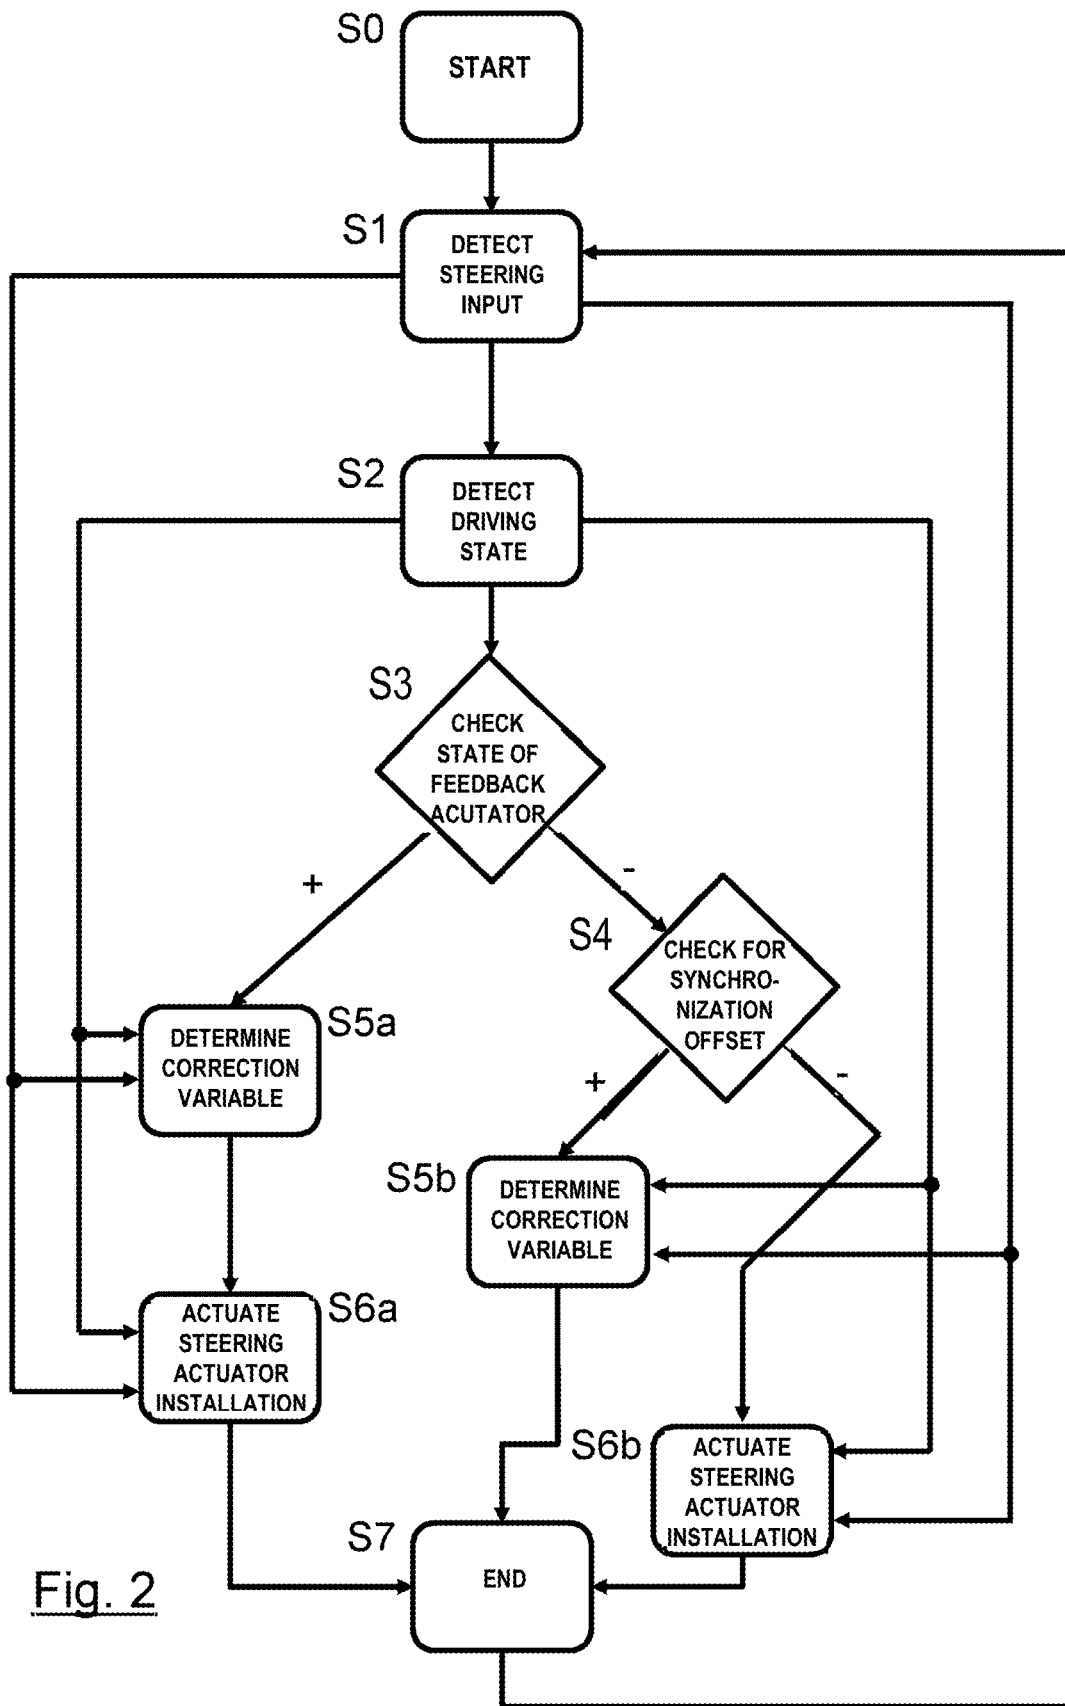 S0
START
S1
DETECT
STEERING
INPUT
S2
DETECT
DRIVING
STATE
S3
CHECK
STATE OF
FEEDBACK
ACUTATOR
+
-
S4
CHECK FOR
SYNCHRO-
NIZATION
OFFSET
S5a
DETERMINE
CORRECTION
VARIABLE
+
-
S5b
DETERMINE
CORRECTION
VARIABLE
S6a
ACTUATE
STEERING
ACTUATOR
INSTALLATION
S6b
ACTUATE
STEERING
ACTUATOR
INSTALLATION
S7
END
Fig. 2